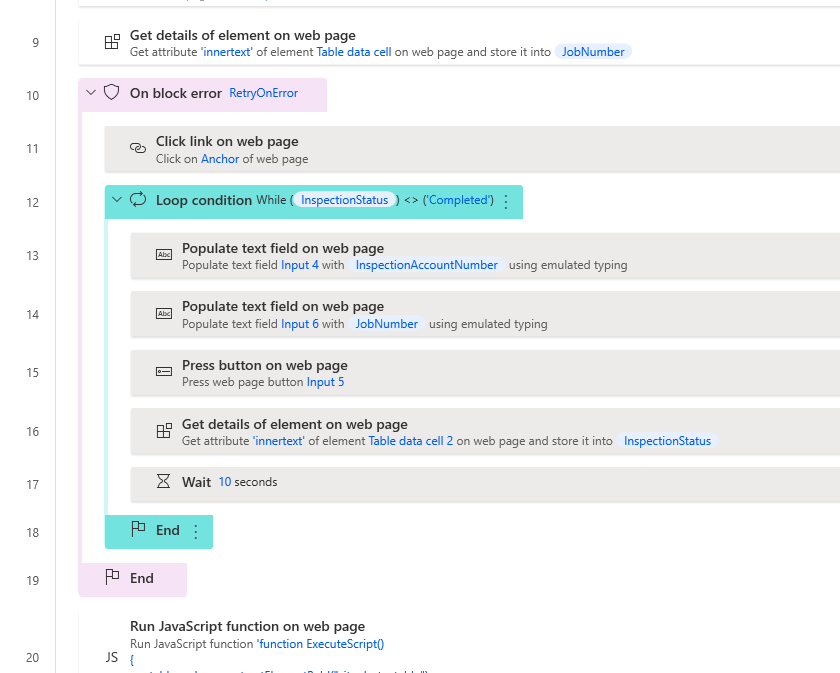 9
Get details of element on web page
Get attribute 'innertext' of element Table data cell on web page and store it into JobNumber
10
On block error RetryOnError
11
Click link on web page
Click on Anchor of web page
12
Loop condition While ( InspectionStatus ) <> ('Completed')
13
Abc
Populate text field on web page
Populate text field Input 4 with InspectionAccountNumber using emulated typing
14
Abc
Populate text field on web page
Populate text field Input 6 with JobNumber using emulated typing
15
Press button on web page
Press web page button Input 5
16
Get details of element on web page
Get attribute 'innertext' of element Table data cell 2 on web page and store it into InspectionStatus
17
Wait 10 seconds
18
End
19
End
20
JS
Run JavaScript function on web page
Run JavaScript function 'function ExecuteScript()
{